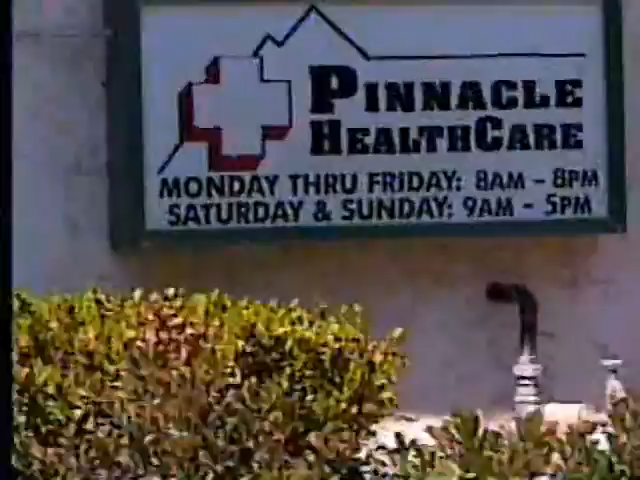 PINNACLE
HEALTHCARE
MONDAY THRU FRIDAY: 8AM - 8PM
SATURDAY & SUNDAY: 9AM - 5PM